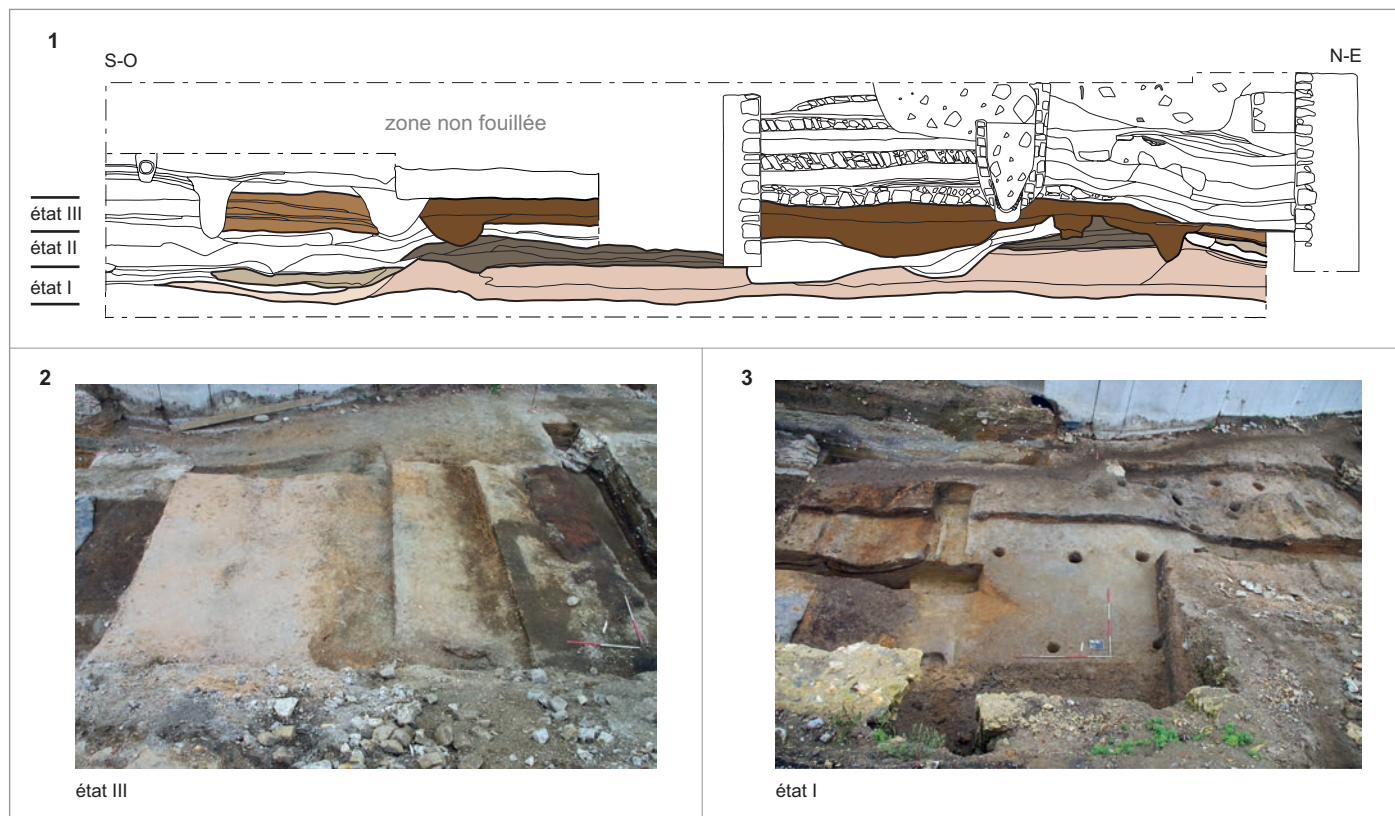 1
S-O
N-E
zone non fouillée
état III
état II
état I
2
3
état III
état I